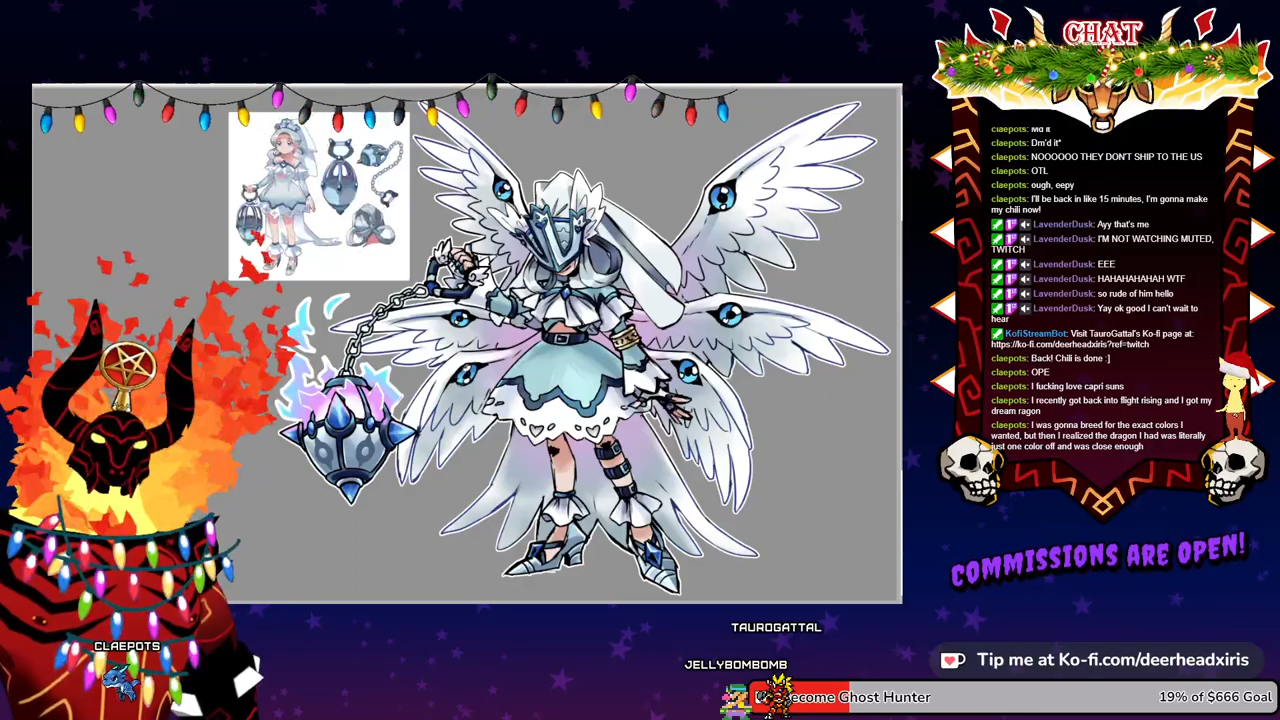 CHAT
claepots: Ma it
claepots: Dm'd it*
claepots: NOOOOOO THEY DON'T SHIP TO THE US
claepots: OTL
claepots: ough, eepy
claepots: I'll be back in like 15 minutes, I'm gonna make
my chili now!
LavenderDusk: Ayy that's me
LavenderDusk: I'M NOT WATCHING MUTED,
TWITCH
LavenderDusk: EEE
LavenderDusk: HAHAHAHAHAH WTF
LavenderDusk: so rude of him hello
LavenderDusk: Yay ok good I can't wait to
hear
KofiStreamBot: Visit TauroGattal's Ko-fi page at:
https://ko-fi.com/deerheadxiris?ref=twitch
claepots: Back! Chili is done :]
claepots: OPE
claepots: I fucking love capri suns
claepots: I recently got back into flight rising and I got my
dream ragon
claepots: I was gonna breed for the exact colors I
wanted, but then I realized the dragon I had was literally
just one color off and was close enough
COMMISSIONS ARE OPEN!
TAUROGATTAL
CLAEPOTS
JELLYBOMBOMB
Tip me at Ko-fi.com/deerheadxiris
ecome Ghost Hunter
19% of $666 Goal